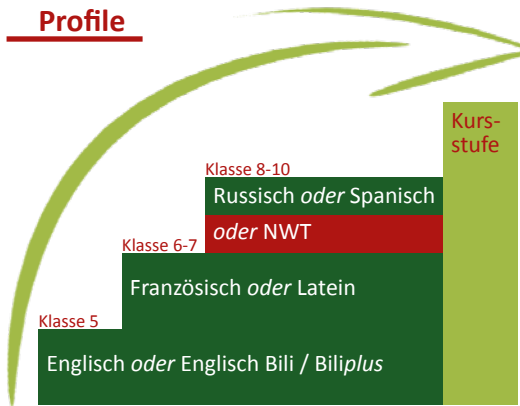 Profile
Kurs-
stufe
Klasse 8-10
Russisch oder Spanisch
oder NWT
Klasse 6-7
Französisch oder Latein
Klasse 5
Englisch oder Englisch Bili / Biliplus